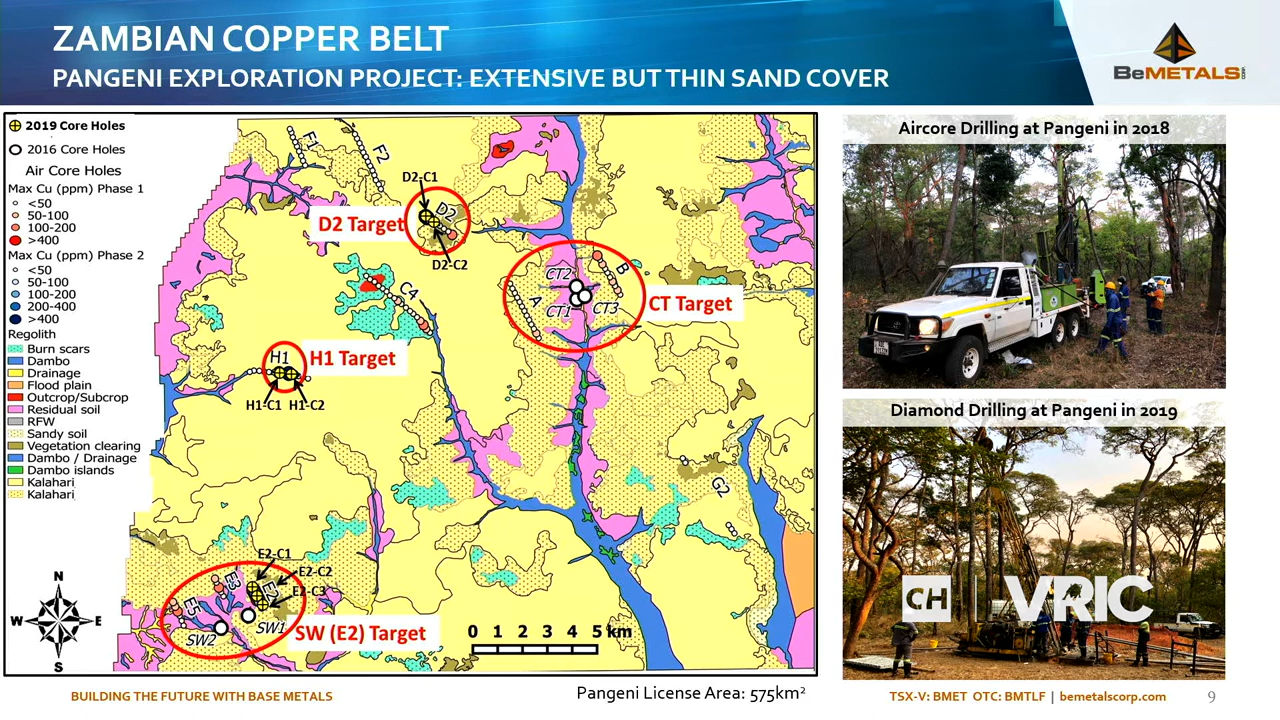 ZAMBIAN COPPER BELT
PANGENI EXPLORATION PROJECT: EXTENSIVE BUT THIN SAND COVER
BeMETALS
2019 Core Holes
2016 Core Holes
Air Core Holes
Max Cu (ppm) Phase 1
<50
50-100
100-200
>400
Max Cu (ppm) Phase 2
<50
50-100
100-200
200-400
>400
Regolith
Burn scars
Dambo
Drainage
Flood plain
Outcrop/Subcrop
Residual soil
RFW
Sandy soil
Vegetation clearing
Dambo / Drainage
Dambo islands
Kalahari
Kalahari
F1
F2
D2-C1
D2
D2 Target
D2-C2
C4
CT2
CT1
CT3
A
B
CT Target
H1
H1 Target
H1-C1 H1-C2
G2
E2-C1
E2-C2
E2-C3
E3
E2
E5
SW1
SW2
SW (E2) Target
N
W E
S
0 1 2 3 4 5 km
Aircore Drilling at Pangeni in 2018
Diamond Drilling at Pangeni in 2019
CH VRIC
BUILDING THE FUTURE WITH BASE METALS
Pangeni License Area: 575km²
TSX-V: BMET OTC: BMTLF | bemetalscorp.com
9